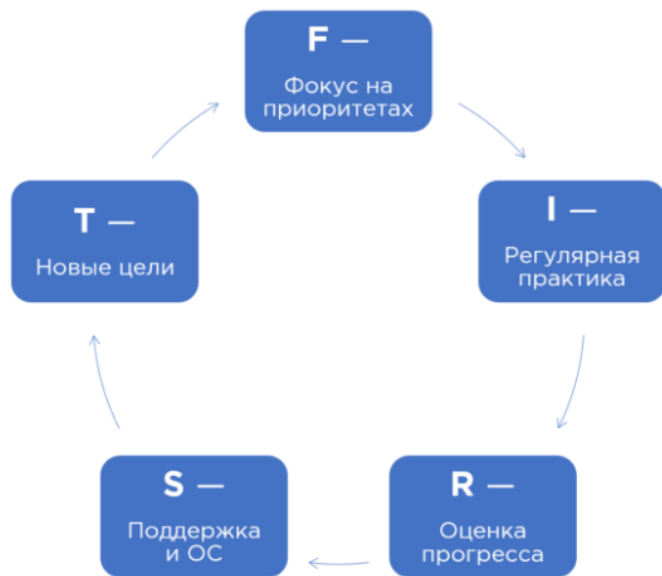 F —
Фокус на
приоритетах
I —
Регулярная
практика
R —
Оценка
прогресса
S —
Поддержка
и ОС
T —
Новые цели